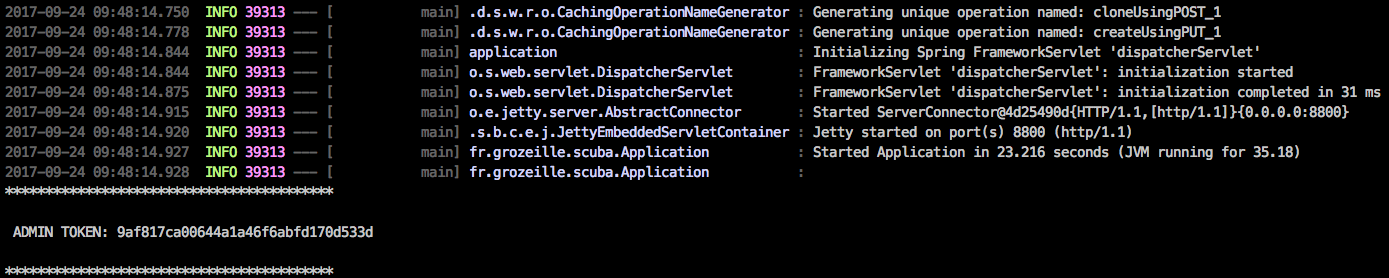 2017-09-24 09:48:14.750  INFO 39313 --- [           main] .d.s.w.r.o.CachingOperationNameGenerator : Generating unique operation named: cloneUsingPOST_1
2017-09-24 09:48:14.778  INFO 39313 --- [           main] .d.s.w.r.o.CachingOperationNameGenerator : Generating unique operation named: createUsingPUT_1
2017-09-24 09:48:14.844  INFO 39313 --- [           main] application                              : Initializing Spring FrameworkServlet 'dispatcherServlet'
2017-09-24 09:48:14.844  INFO 39313 --- [           main] o.s.web.servlet.DispatcherServlet        : FrameworkServlet 'dispatcherServlet': initialization started
2017-09-24 09:48:14.875  INFO 39313 --- [           main] o.s.web.servlet.DispatcherServlet        : FrameworkServlet 'dispatcherServlet': initialization completed in 31 ms
2017-09-24 09:48:14.915  INFO 39313 --- [           main] o.e.jetty.server.AbstractConnector       : Started ServerConnector@4d25490d{HTTP/1.1,[http/1.1]}{0.0.0.0:8800}
2017-09-24 09:48:14.920  INFO 39313 --- [           main] .s.b.c.e.j.JettyEmbeddedServletContainer : Jetty started on port(s) 8800 (http/1.1)
2017-09-24 09:48:14.927  INFO 39313 --- [           main] fr.grozeille.scuba.Application           : Started Application in 23.216 seconds (JVM running for 35.18)
2017-09-24 09:48:14.928  INFO 39313 --- [           main] fr.grozeille.scuba.Application           :
*****************************************
 ADMIN TOKEN: 9af817ca00644a1a46f6abfd170d533d
*****************************************